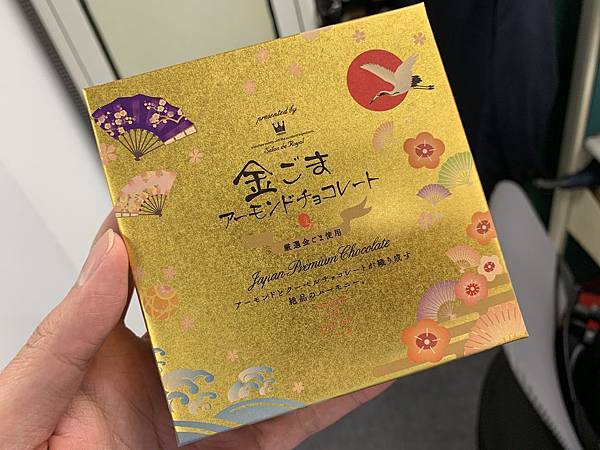 presented by
Salon de Royal
金ごま
アーモンドチョコレート
厳選金ごま使用
Japan Premium Chocolate
アーモンドとクーベルチョコレートが織り成す
絶品のハーモニー。